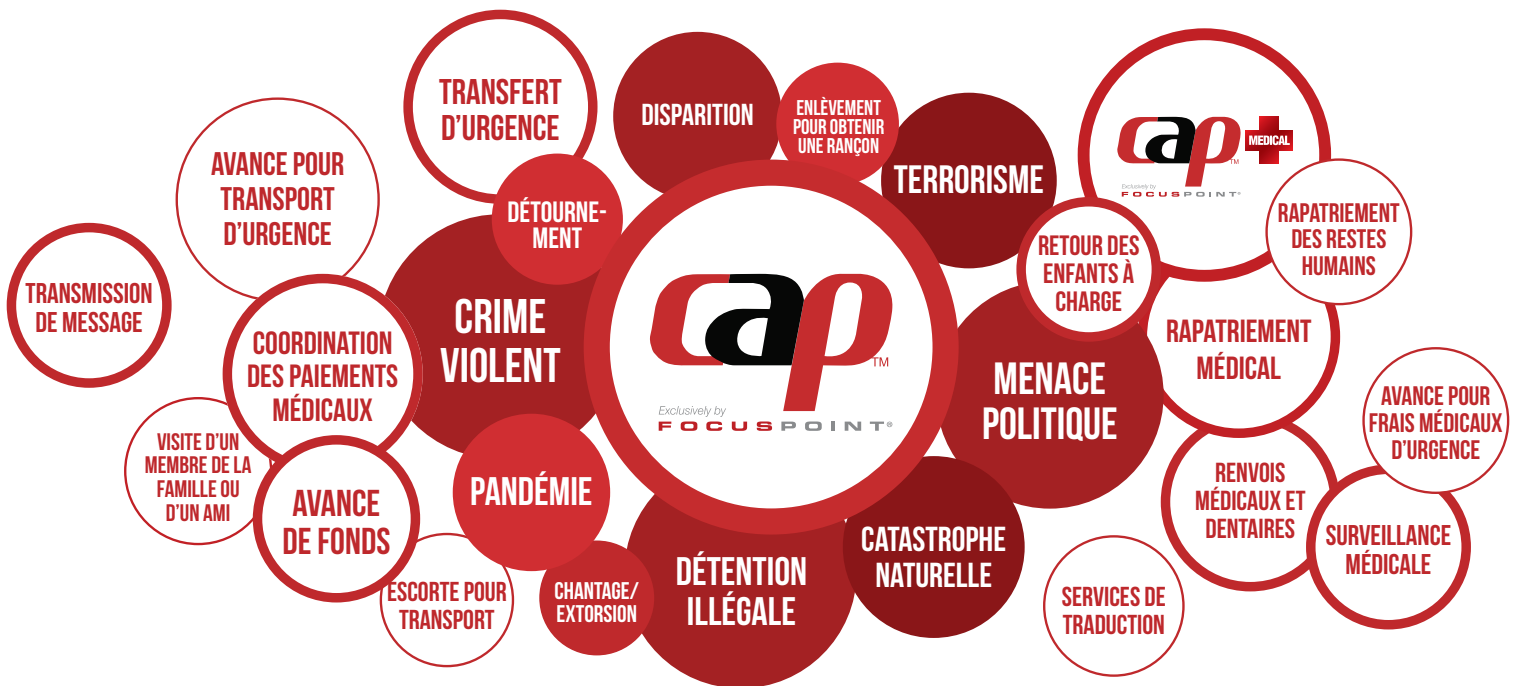 TRANSFERT
D'URGENCE
DISPARITION
ENLÈVEMENT
POUR OBTENIR
UNE RANÇON
TERRORISME
cap
TM
MEDICAL
Exclusively by
FOCUSPOINT®
AVANCE POUR
TRANSPORT
D'URGENCE
DÉTOURNE-
MENT
RETOUR DES
ENFANTS À
CHARGE
RAPATRIEMENT
DES RESTES
HUMAINS
TRANSMISSION
DE MESSAGE
COORDINATION
DES PAIEMENTS
MÉDICAUX
CRIME
VIOLENT
cap
TM
Exclusively by
FOCUSPOINT®
MENACE
POLITIQUE
RAPATRIEMENT
MÉDICAL
AVANCE POUR
FRAIS MÉDICAUX
D'URGENCE
VISITE D'UN
MEMBRE DE LA
FAMILLE OU
D'UN AMI
AVANCE
DE FONDS
PANDÉMIE
RENVOIS
MÉDICAUX ET
DENTAIRES
SURVEILLANCE
MÉDICALE
ESCORTE POUR
TRANSPORT
CHANTAGE/
EXTORSION
DÉTENTION
ILLÉGALE
CATASTROPHE
NATURELLE
SERVICES DE
TRADUCTION